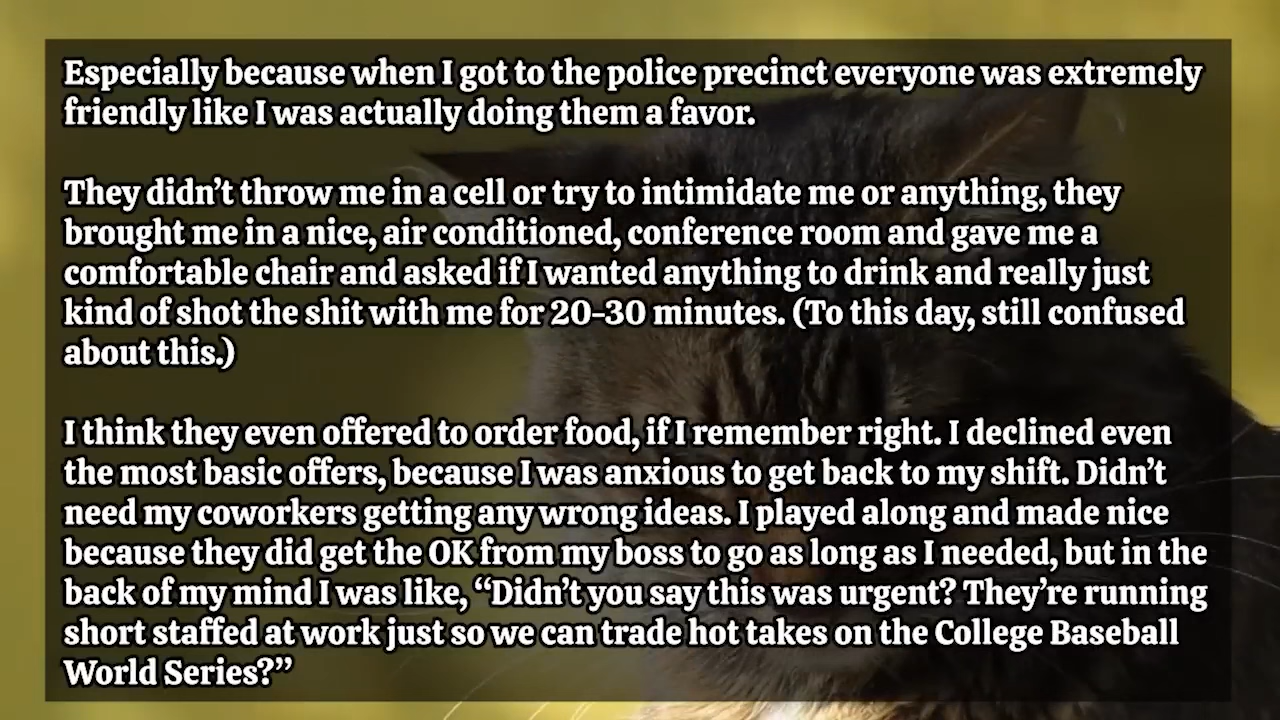 Especially because when I got to the police precinct everyone was extremely
friendly like I was actually doing them a favor.
They didn’t throw me in a cell or try to intimidate me or anything, they
brought me in a nice, air conditioned, conference room and gave me a
comfortable chair and asked if I wanted anything to drink and really just
kind of shot the shit with me for 20-30 minutes. (To this day, still confused
about this.)
I think they even offered to order food, if I remember right. I declined even
the most basic offers, because I was anxious to get back to my shift. Didn’t
need my coworkers getting any wrong ideas. I played along and made nice
because they did get the OK from my boss to go as long as I needed, but in the
back of my mind I was like, “Didn’t you say this was urgent? They’re running
short staffed at work just so we can trade hot takes on the College Baseball
World Series?”